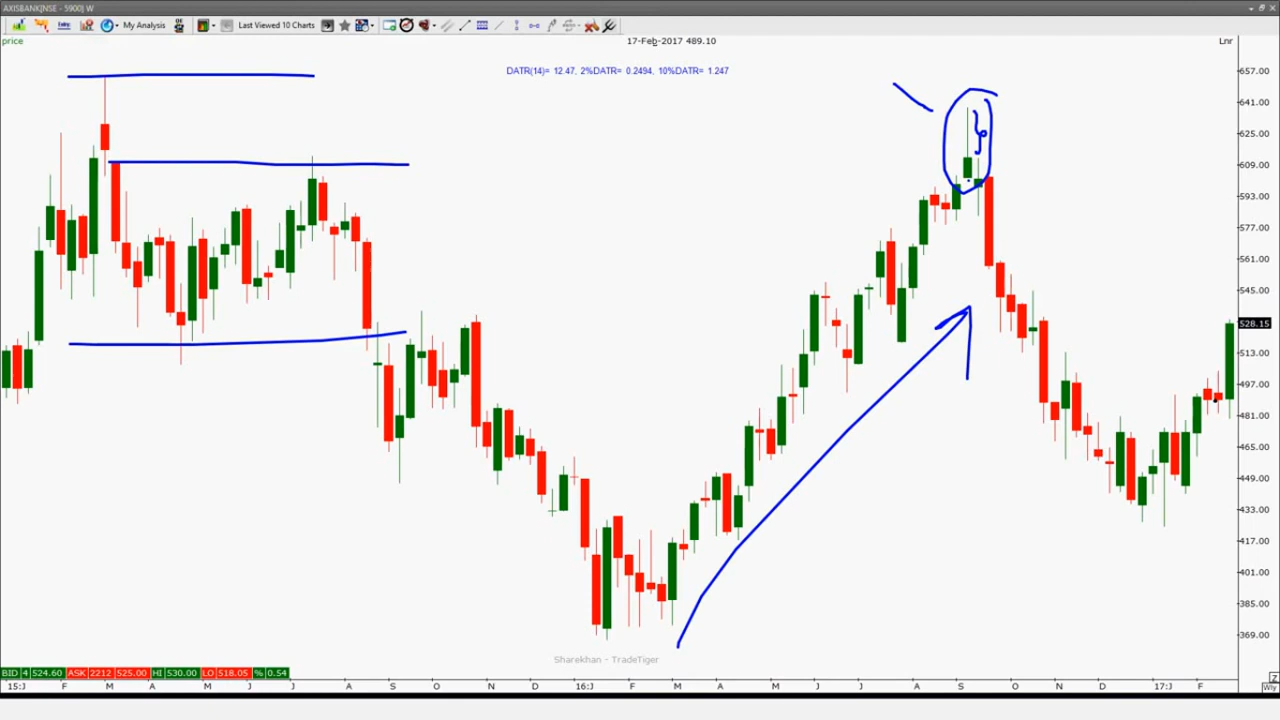 AXISBANK[NSE - 5900] W
My Analysis
Last Viewed 10 Charts
price
17-Feb-2017 489.10
Lnr
DATR(14)= 12.47, 2%DATR= 0.2494, 10%DATR= 1.247
657.00
641.00
625.00
609.00
593.00
577.00
561.00
545.00
528.15
513.00
497.00
481.00
465.00
449.00
433.00
417.00
401.00
385.00
369.00
Sharekhan - TradeTiger
BID 4 524.60 ASK 2212 525.00 HI 530.00 LO 518.05 % 0.54
15:J F M A M J J A S O N D 16:J F M A M J J A S O N D 17:J F Wly
Z